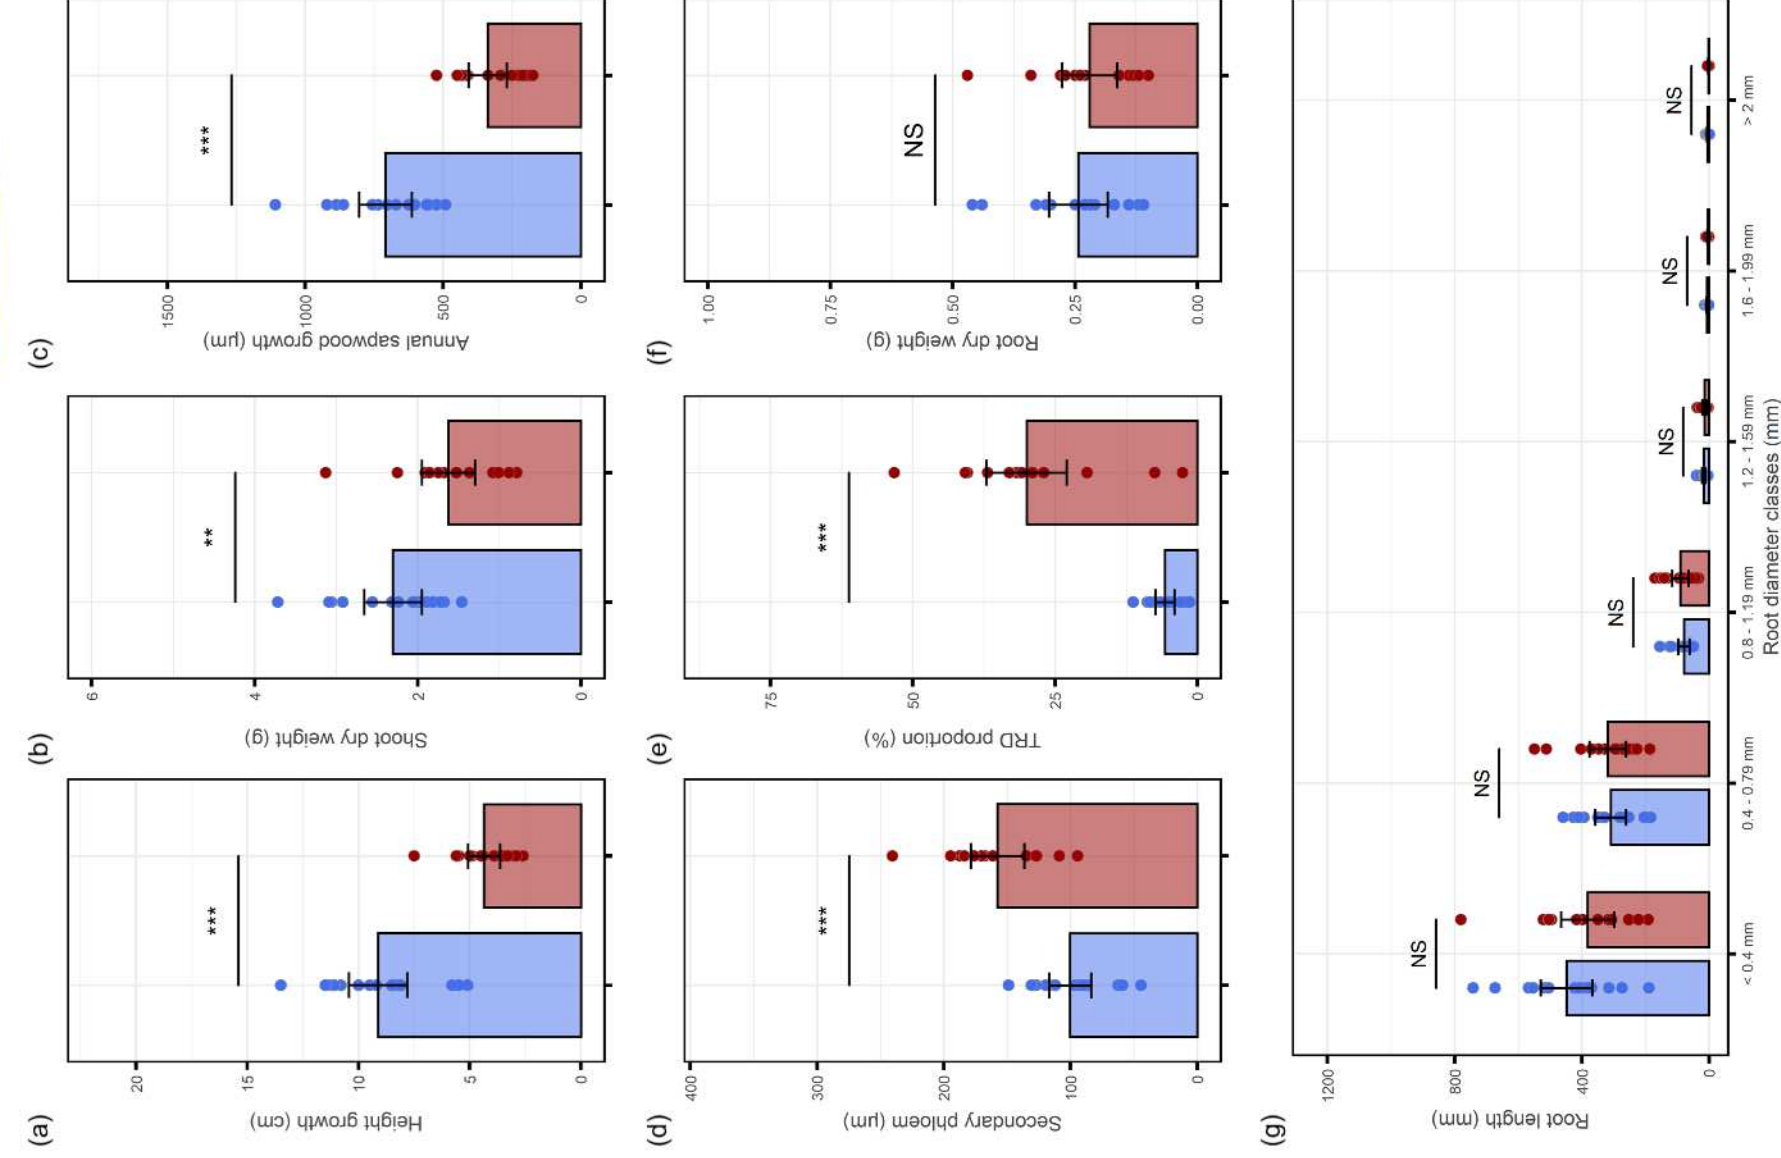 (a)
Height growth (cm)
20
15
10
5
0
***
(b)
Shoot dry weight (g)
6
4
2
0
**
(c)
Annual sapwood growth (µm)
1500
1000
500
0
***
(d)
Secondary phloem (µm)
400
300
200
100
0
***
(e)
TRD proportion (%)
75
50
25
0
***
(f)
Root dry weight (g)
1.00
0.75
0.50
0.25
0.00
NS
(g)
Root length (mm)
1200
800
400
0
NS
NS
NS
NS
NS
NS
< 0.4 mm
0.4 - 0.79 mm
0.8 - 1.19 mm
1.2 - 1.59 mm
1.6 - 1.99 mm
> 2 mm
Root diameter classes (mm)